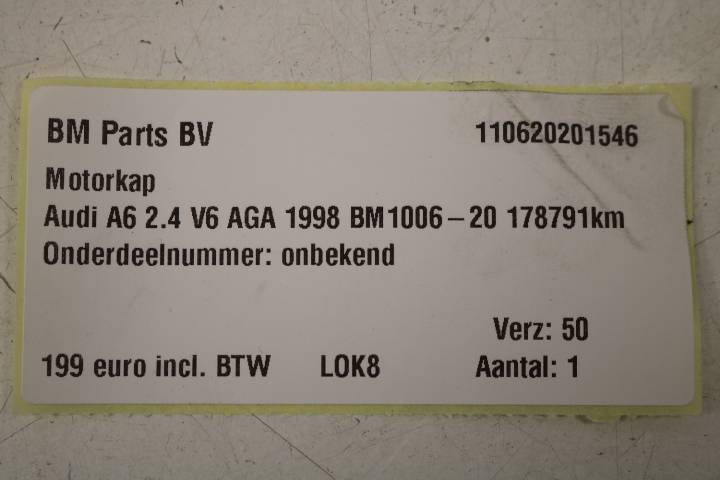 BM Parts BV 110620201546
Motorkap
Audi A6 2.4 V6 AGA 1998 BM1006-20 178791km
Onderdeelnummer: onbekend
Verz: 50
199 euro incl. BTW LOK8 Aantal: 1